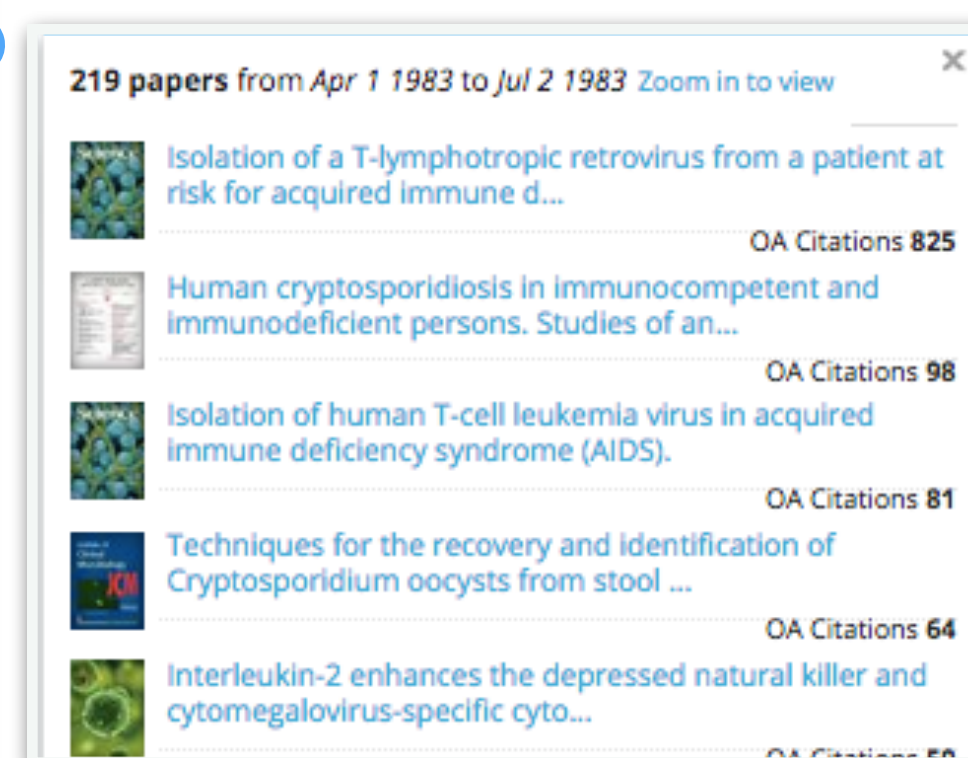 219 papers from Apr 1 1983 to Jul 2 1983 Zoom in to view
×
Isolation of a T-lymphotropic retrovirus from a patient at
risk for acquired immune d...
OA Citations 825
Human cryptosporidiosis in immunocompetent and
immunodeficient persons. Studies of an...
OA Citations 98
Science
Isolation of human T-cell leukemia virus in acquired
immune deficiency syndrome (AIDS).
OA Citations 81
JCM
Techniques for the recovery and identification of
Cryptosporidium oocysts from stool ...
OA Citations 64
Interleukin-2 enhances the depressed natural killer and
cytomegalovirus-specific cyto...
OA Citations